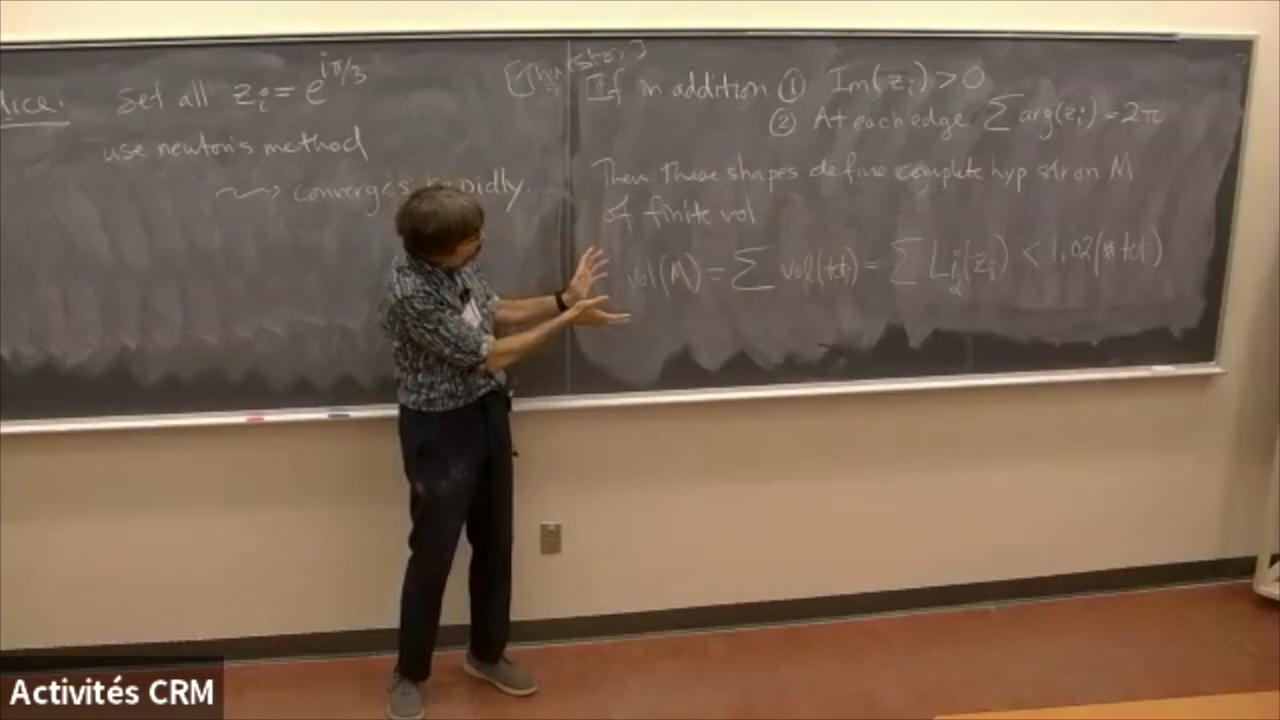 Set all zᵢ = e^{iπ/3}
use newton's method
⤳ converges rapidly...
If in addition ① Im(zᵢ) > 0
② At each edge Σ arg(zᵢ) = 2π
Then these shapes define complete hyp str on M
of finite vol
vol(M) = Σ vol(tetᵢ) = Σ Li₂(zᵢ) < 1.02(# tet)
Activités CRM